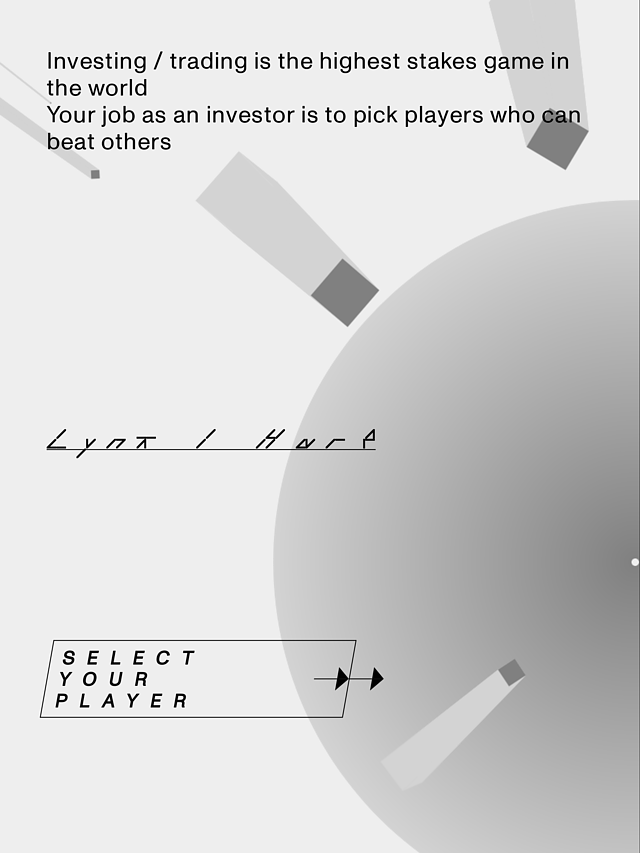 Investing / trading is the highest stakes game in
the world
Your job as an investor is to pick players who can
beat others
Lynx / Hare
SELECT
YOUR
PLAYER